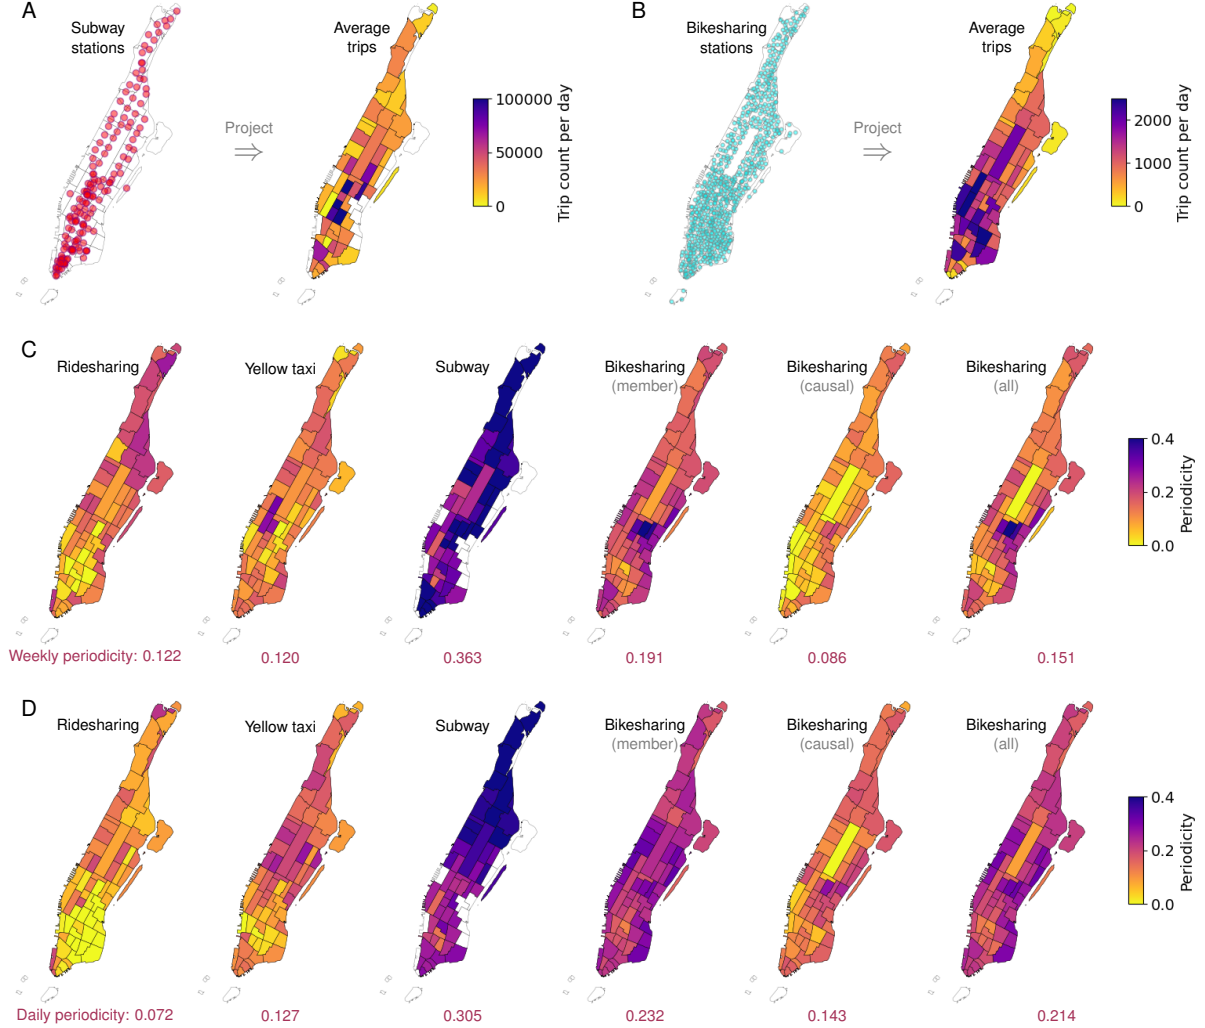 A
Subway
stations
Project
⇒
Average
trips
100000
50000
0
Trip count per day
B
Bikesharing
stations
Project
⇒
Average
trips
2000
1000
0
Trip count per day
C
Ridesharing
Yellow taxi
Subway
Bikesharing
(member)
Bikesharing
(causal)
Bikesharing
(all)
0.4
0.2
0.0
Periodicity
Weekly periodicity: 0.122
0.120
0.363
0.191
0.086
0.151
D
Ridesharing
Yellow taxi
Subway
Bikesharing
(member)
Bikesharing
(causal)
Bikesharing
(all)
0.4
0.2
0.0
Periodicity
Daily periodicity: 0.072
0.127
0.305
0.232
0.143
0.214